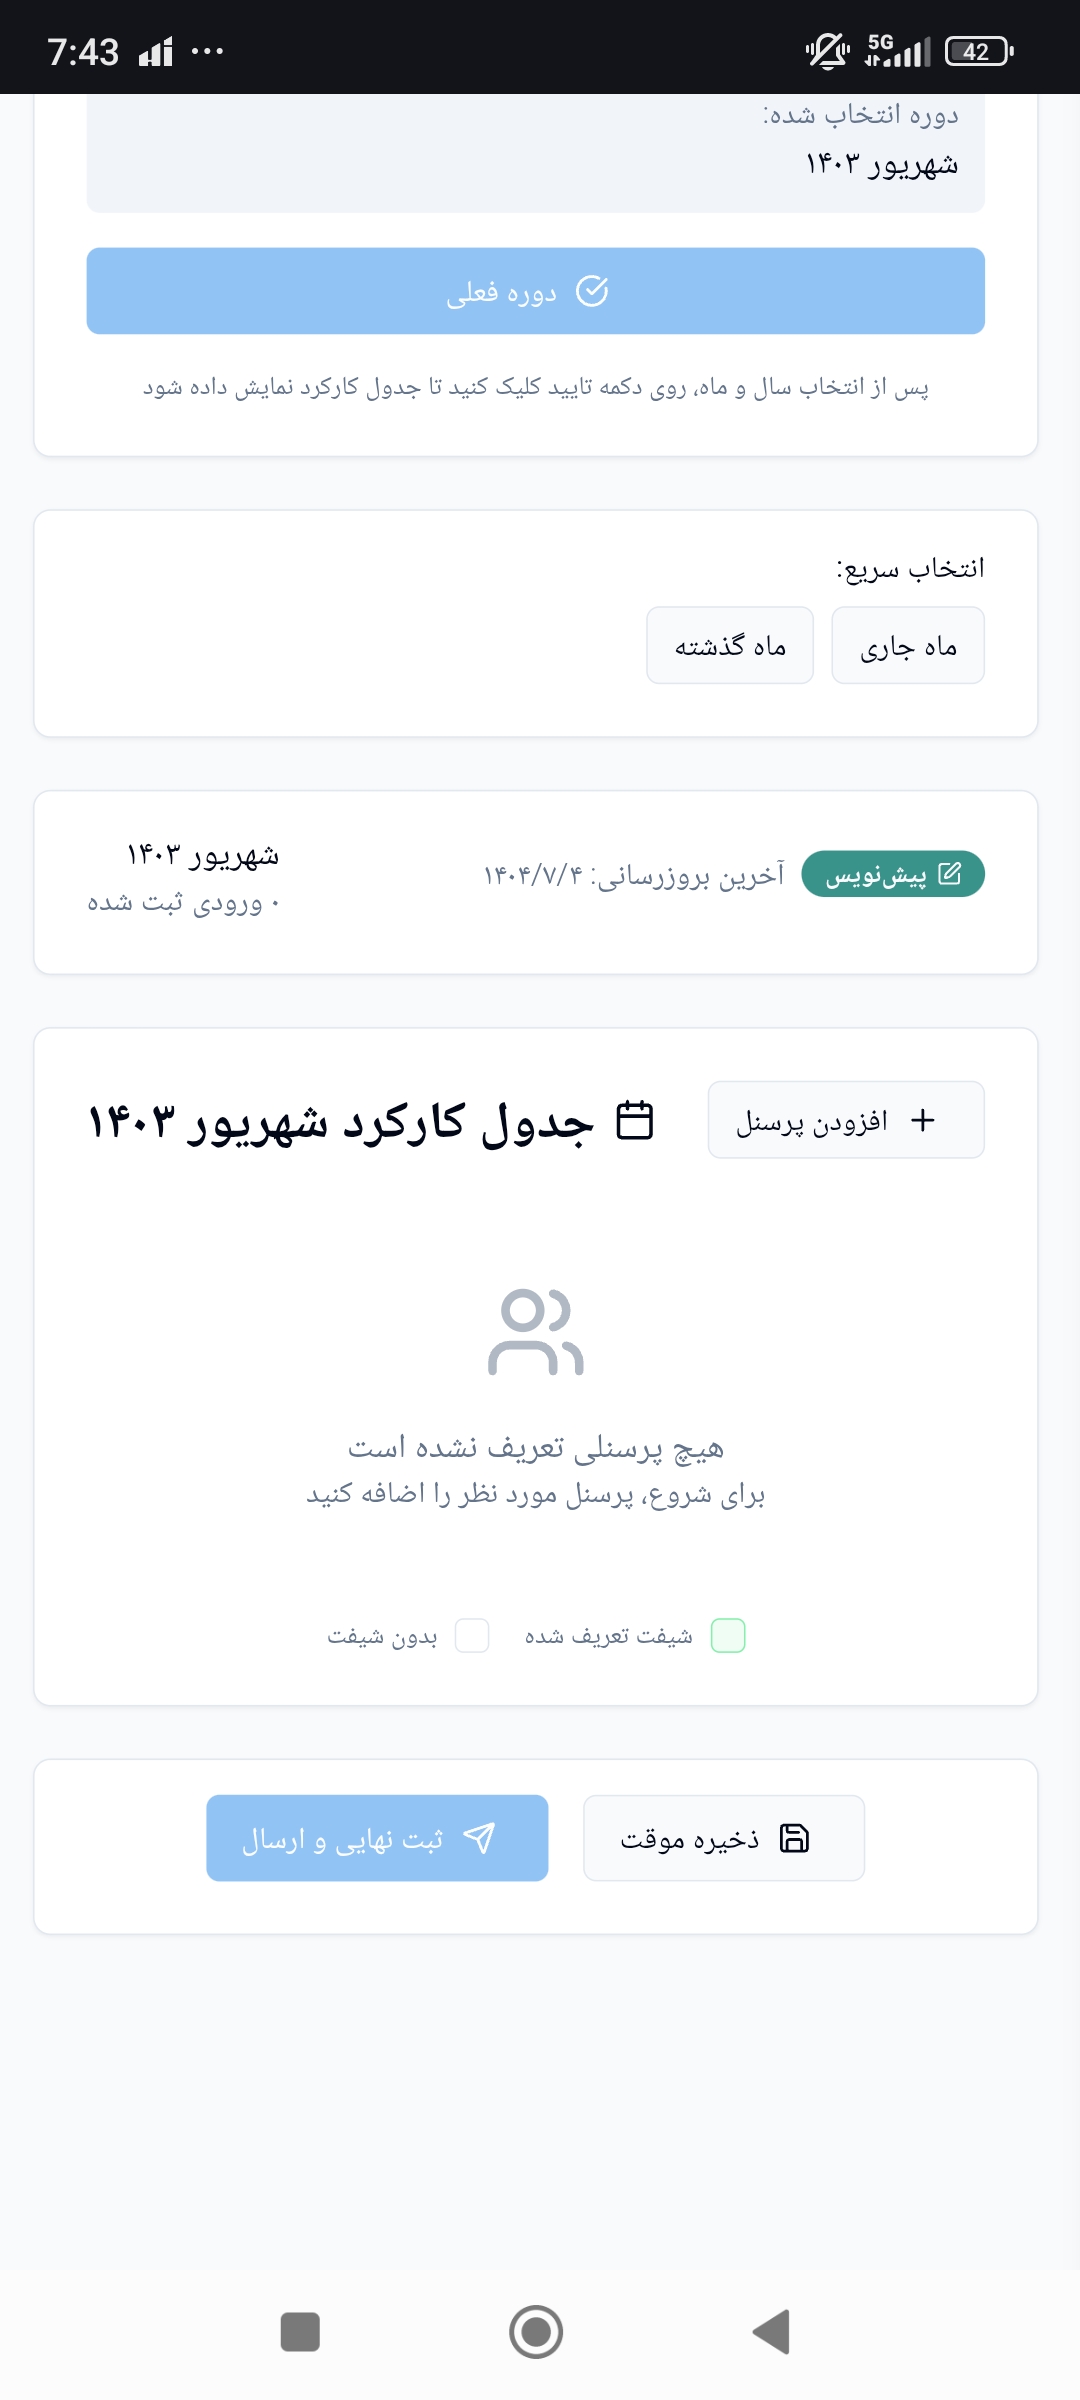 7:43
5G
42
دوره انتخاب شده:
شهریور ۱۴۰۳
دوره فعلی
پس از انتخاب سال و ماه، روی دکمه تایید کلیک کنید تا جدول کارکرد نمایش داده شود
انتخاب سریع:
ماه جاری
ماه گذشته
پیش‌نویس
آخرین بروزرسانی: ۱۴۰۴/۷/۴
شهریور ۱۴۰۳
۰ ورودی ثبت شده
افزودن پرسنل
جدول کارکرد شهریور ۱۴۰۳
هیچ پرسنلی تعریف نشده است
برای شروع، پرسنل مورد نظر را اضافه کنید
شیفت تعریف شده
بدون شیفت
ذخیره موقت
ثبت نهایی و ارسال